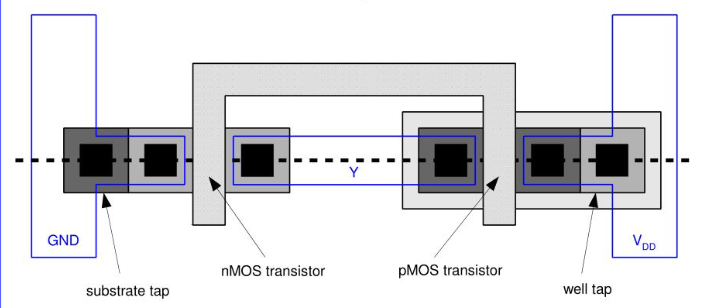 Y
GND
V_DD
nMOS transistor
pMOS transistor
substrate tap
well tap